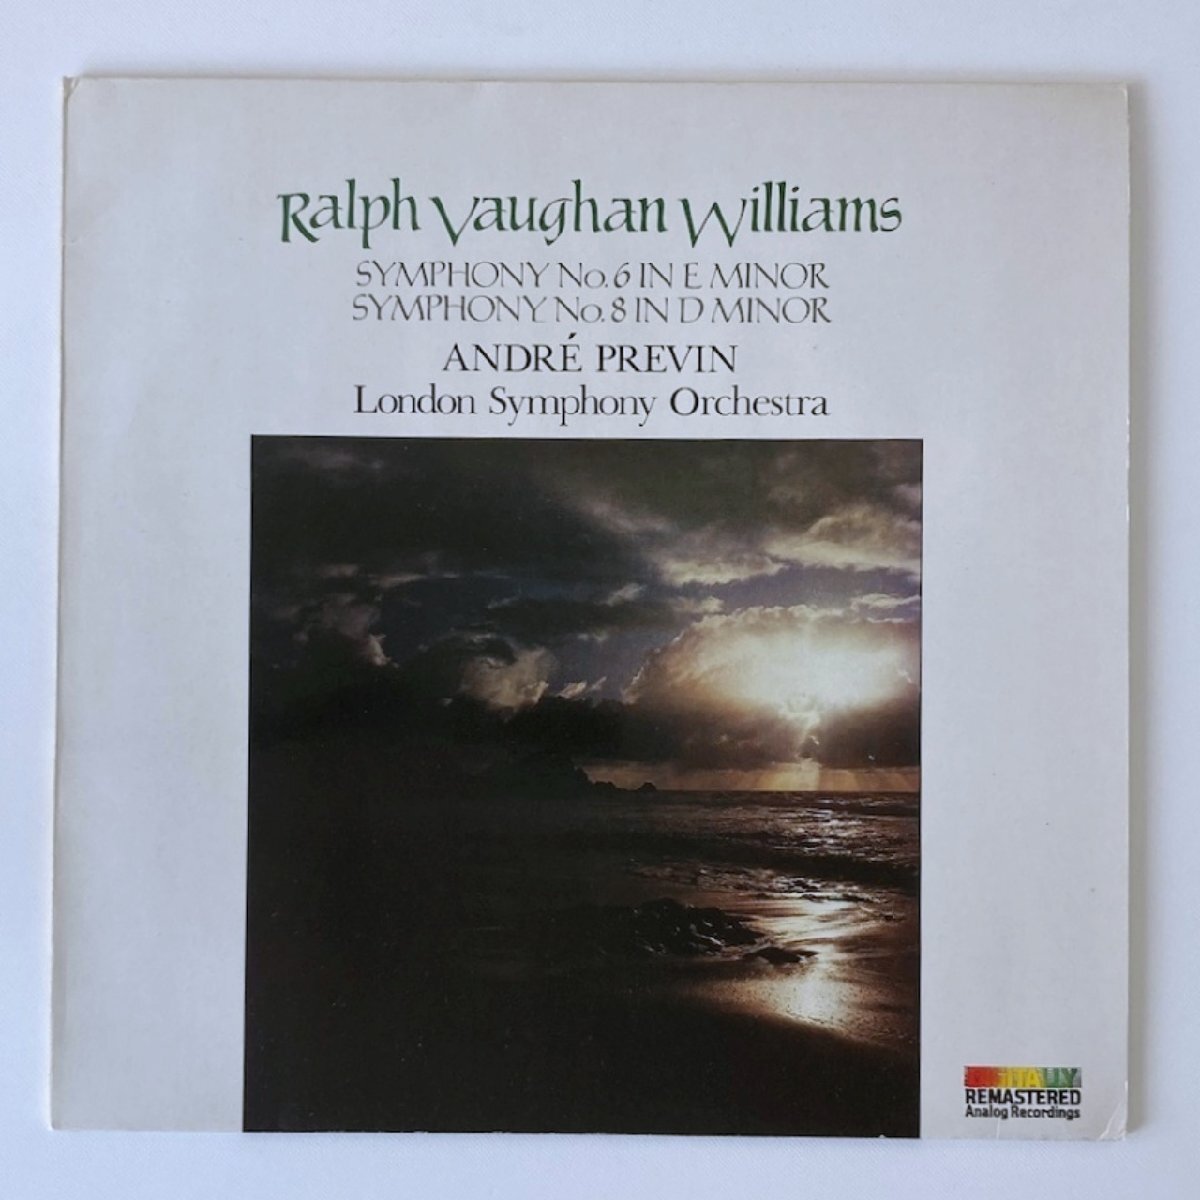 Ralph Vaughan Williams
SYMPHONY No. 6 IN E MINOR
SYMPHONY No. 8 IN D MINOR
ANDRÉ PREVIN
London Symphony Orchestra
DIGITALLY
REMASTERED
Analog Recordings